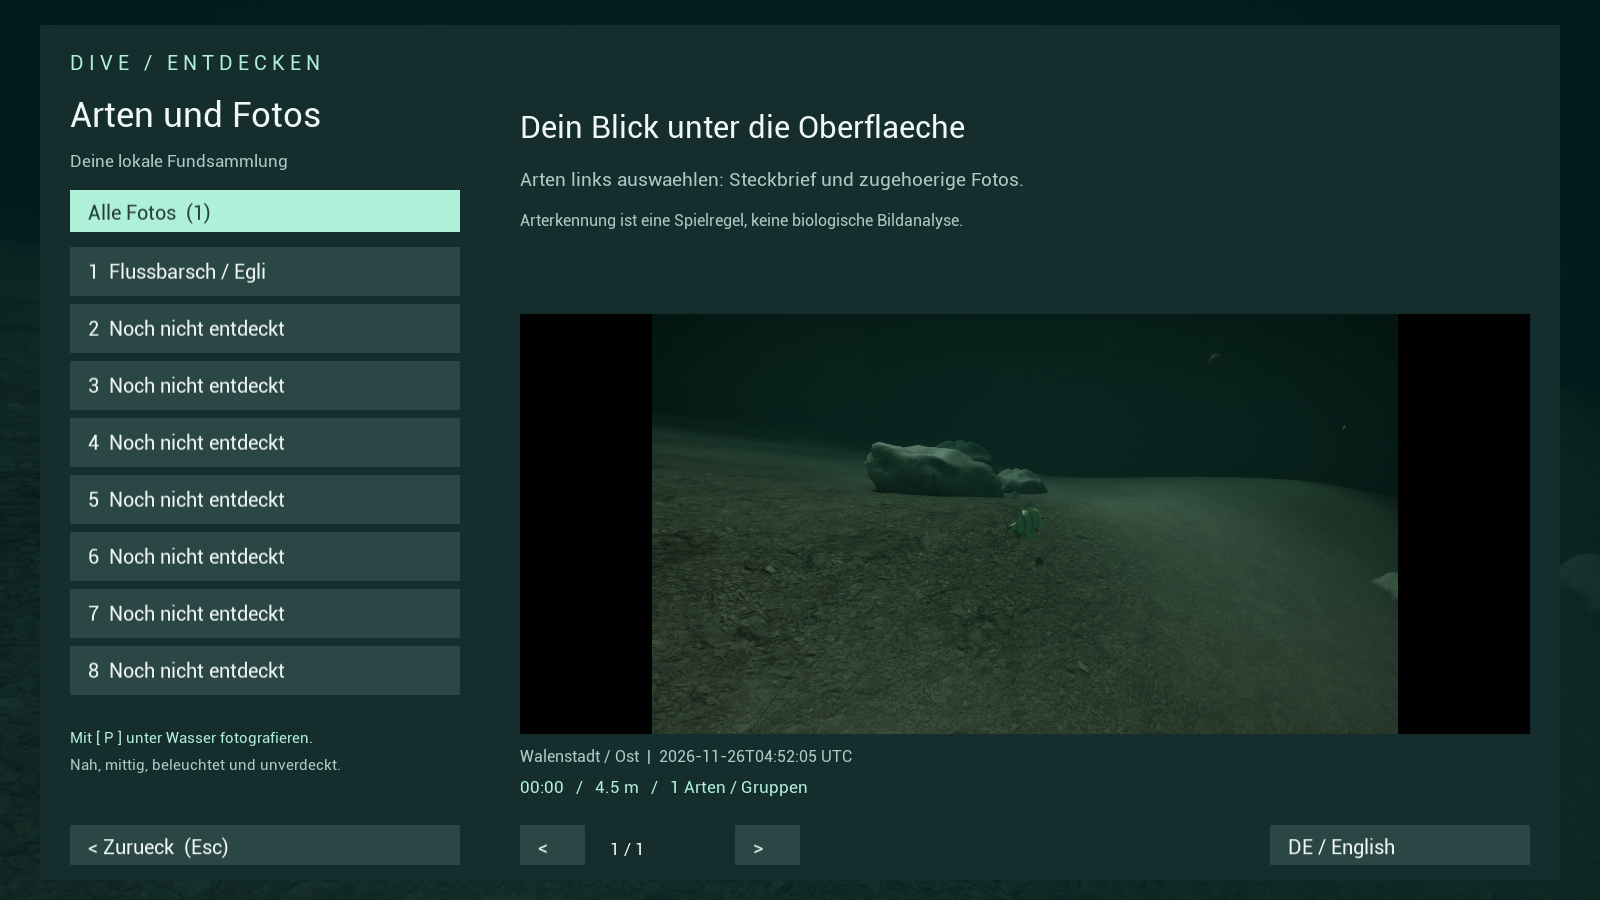 DIVE / ENTDECKEN
Arten und Fotos
Deine lokale Fundsammlung
Alle Fotos (1)
1 Flussbarsch / Egli
2 Noch nicht entdeckt
3 Noch nicht entdeckt
4 Noch nicht entdeckt
5 Noch nicht entdeckt
6 Noch nicht entdeckt
7 Noch nicht entdeckt
8 Noch nicht entdeckt
Mit [ P ] unter Wasser fotografieren.
Nah, mittig, beleuchtet und unverdeckt.
< Zurueck (Esc)
Dein Blick unter die Oberflaeche
Arten links auswaehlen: Steckbrief und zugehoerige Fotos.
Arterkennung ist eine Spielregel, keine biologische Bildanalyse.
Walenstadt / Ost | 2026-11-26T04:52:05 UTC
00:00 / 4.5 m / 1 Arten / Gruppen
< 1 / 1 >
DE / English